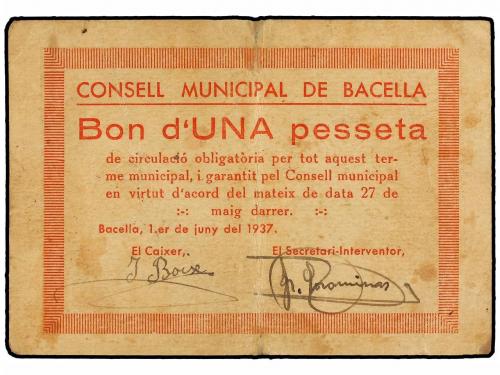 CONSELL MUNICIPAL DE BACELLA
Bon d'UNA pesseta
de circulació obligatòria per tot aquest ter-
me municipal, i garantit pel Consell municipal
en virtut d'acord del mateix de data 27 de
:-: maig darrer. :-:
Bacella, 1.er de juny del 1937.
El Caixer, El Secretari-Interventor,
J. Boix